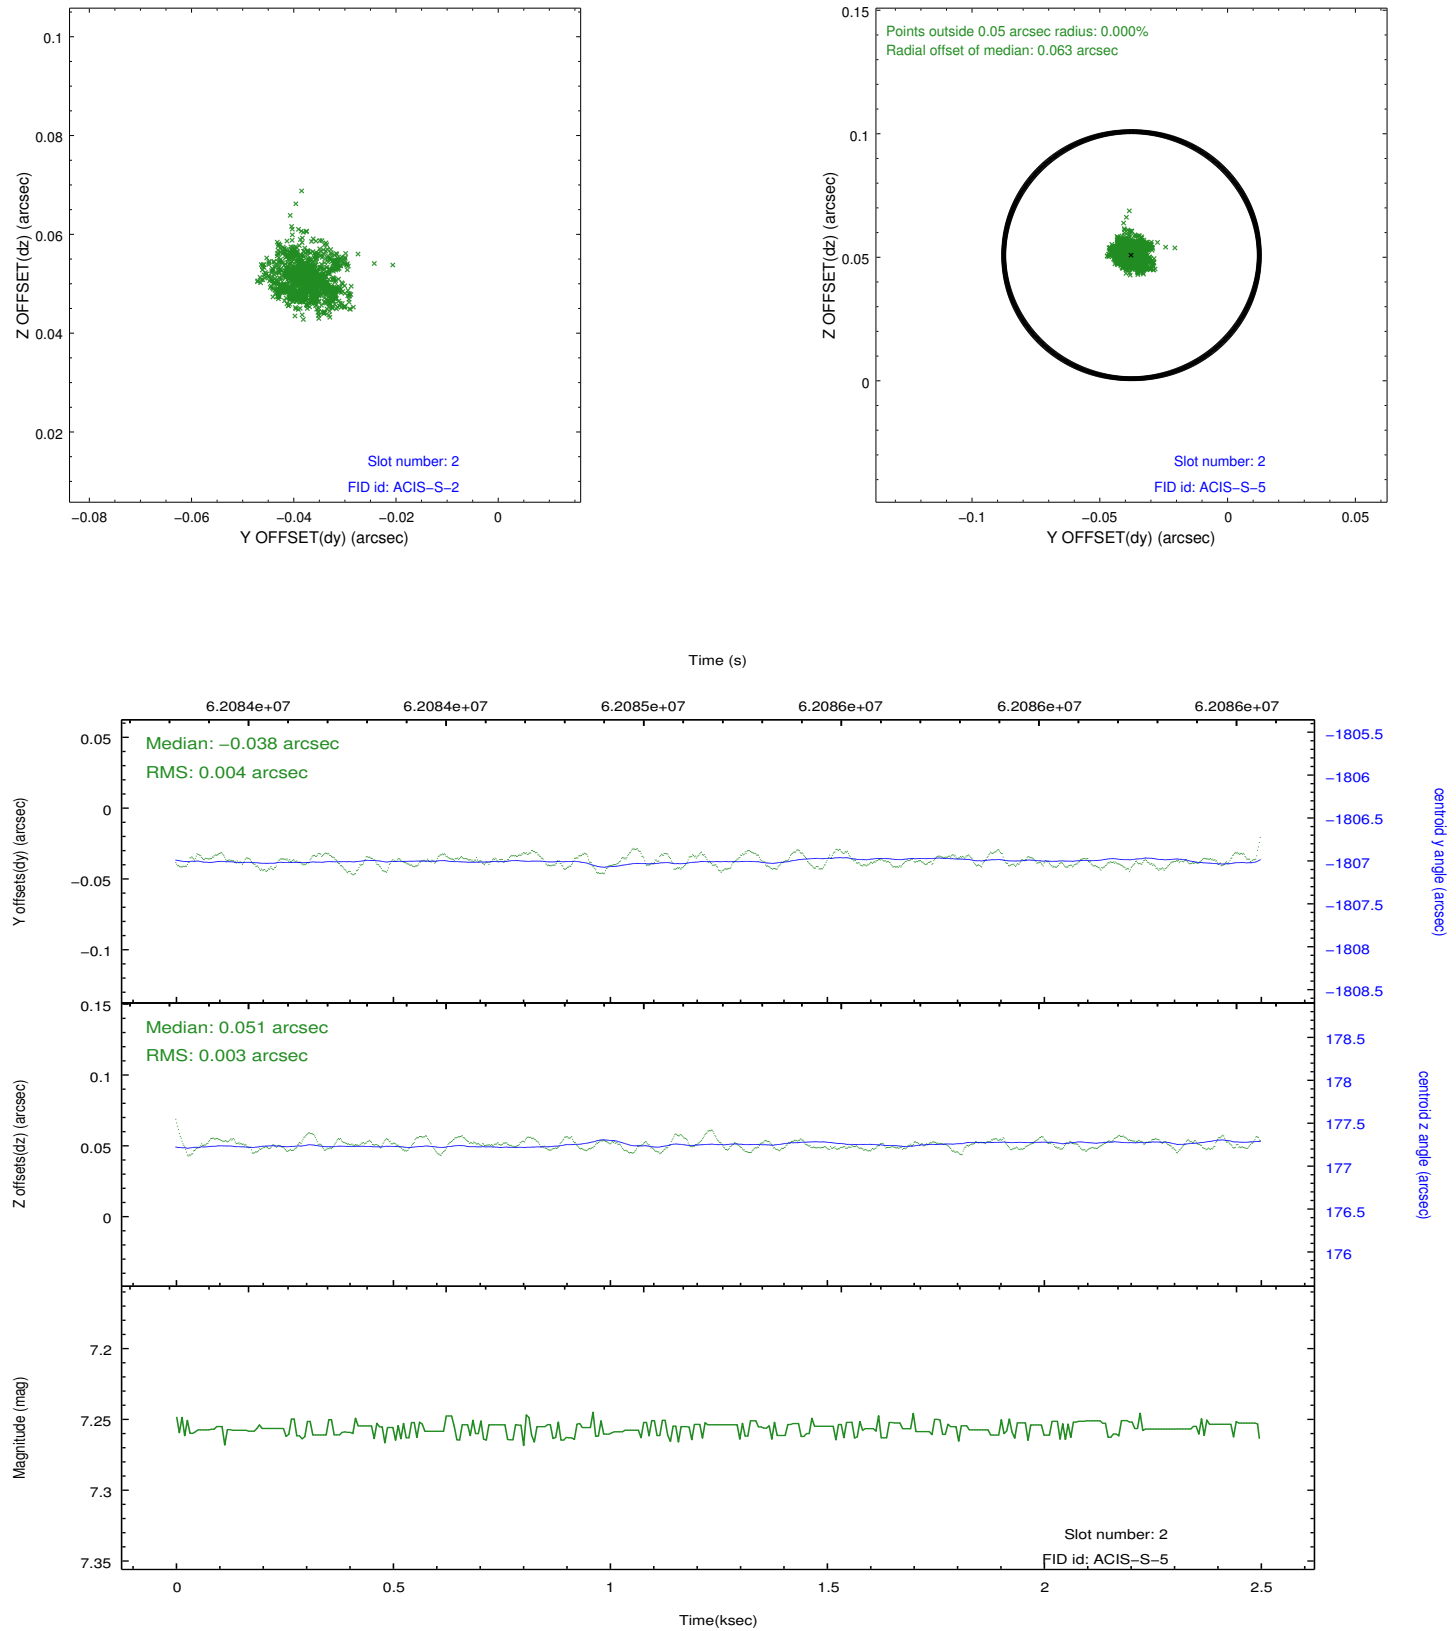 0.1
0.08
0.06
0.04
0.02
Z OFFSET(dz) (arcsec)
Slot number: 2
FID id: ACIS−S−2
−0.08 −0.06 −0.04 −0.02 0
Y OFFSET(dy) (arcsec)
0.15
0.1
0.05
0
Z OFFSET(dz) (arcsec)
Points outside 0.05 arcsec radius: 0.000%
Radial offset of median: 0.063 arcsec
Slot number: 2
FID id: ACIS−S−5
−0.1 −0.05 0 0.05
Y OFFSET(dy) (arcsec)
Time (s)
6.2084e+07 6.2084e+07 6.2085e+07 6.2086e+07 6.2086e+07 6.2086e+07
0.05
0
−0.05
−0.1
Y offsets(dy) (arcsec)
Median: −0.038 arcsec
RMS: 0.004 arcsec
−1805.5
−1806
−1806.5
−1807
−1807.5
−1808
−1808.5
centroid y angle (arcsec)
0.15
0.1
0.05
0
Z offsets(dz) (arcsec)
Median: 0.051 arcsec
RMS: 0.003 arcsec
178.5
178
177.5
177
176.5
176
centroid z angle (arcsec)
7.2
7.25
7.3
7.35
Magnitude (mag)
Slot number: 2
FID id: ACIS−S−5
0 0.5 1 1.5 2 2.5
Time(ksec)